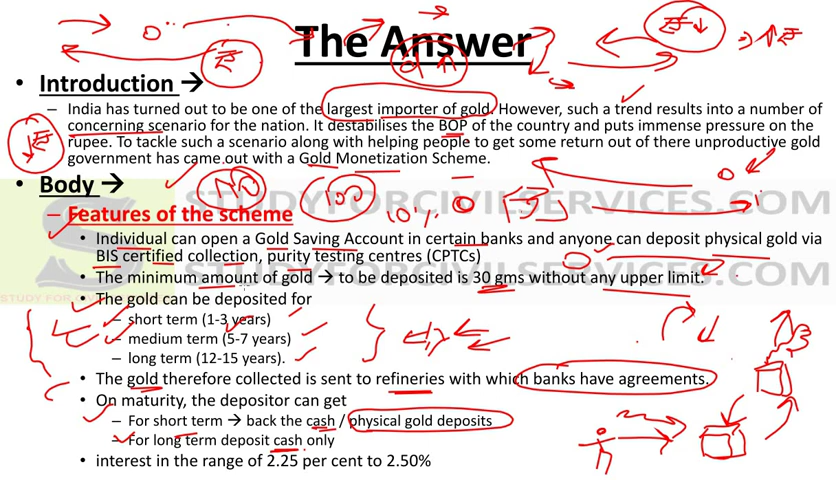 The Answer
• Introduction →
– India has turned out to be one of the largest importer of gold. However, such a trend results into a number of
concerning scenario for the nation. It destabilises the BOP of the country and puts immense pressure on the
rupee. To tackle such a scenario along with helping people to get some return out of there unproductive gold
government has came out with a Gold Monetization Scheme.
• Body →
NO
100
10%
– Features of the scheme
STUDYFORCIVILSERVICES.COM
• Individual can open a Gold Saving Account in certain banks and anyone can deposit physical gold via
BIS certified collection, purity testing centres (CPTCs)
• The minimum amount of gold → to be deposited is 30 gms without any upper limit.
STUDYFORCIVILSERVICES.COM
• The gold can be deposited for
– short term (1-3 years)
– medium term (5-7 years)
– long term (12-15 years).
• The gold therefore collected is sent to refineries with which banks have agreements.
• On maturity, the depositor can get
– For short term → back the cash / physical gold deposits
– For long term deposit cash only
• interest in the range of 2.25 per cent to 2.50%